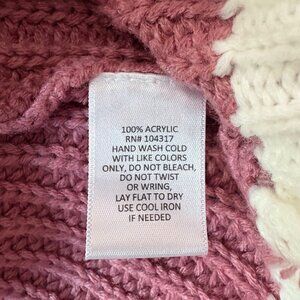 100% ACRYLIC
RN# 104317
HAND WASH COLD
WITH LIKE COLORS
ONLY, DO NOT BLEACH,
DO NOT TWIST
OR WRING,
LAY FLAT TO DRY
USE COOL IRON
IF NEEDED